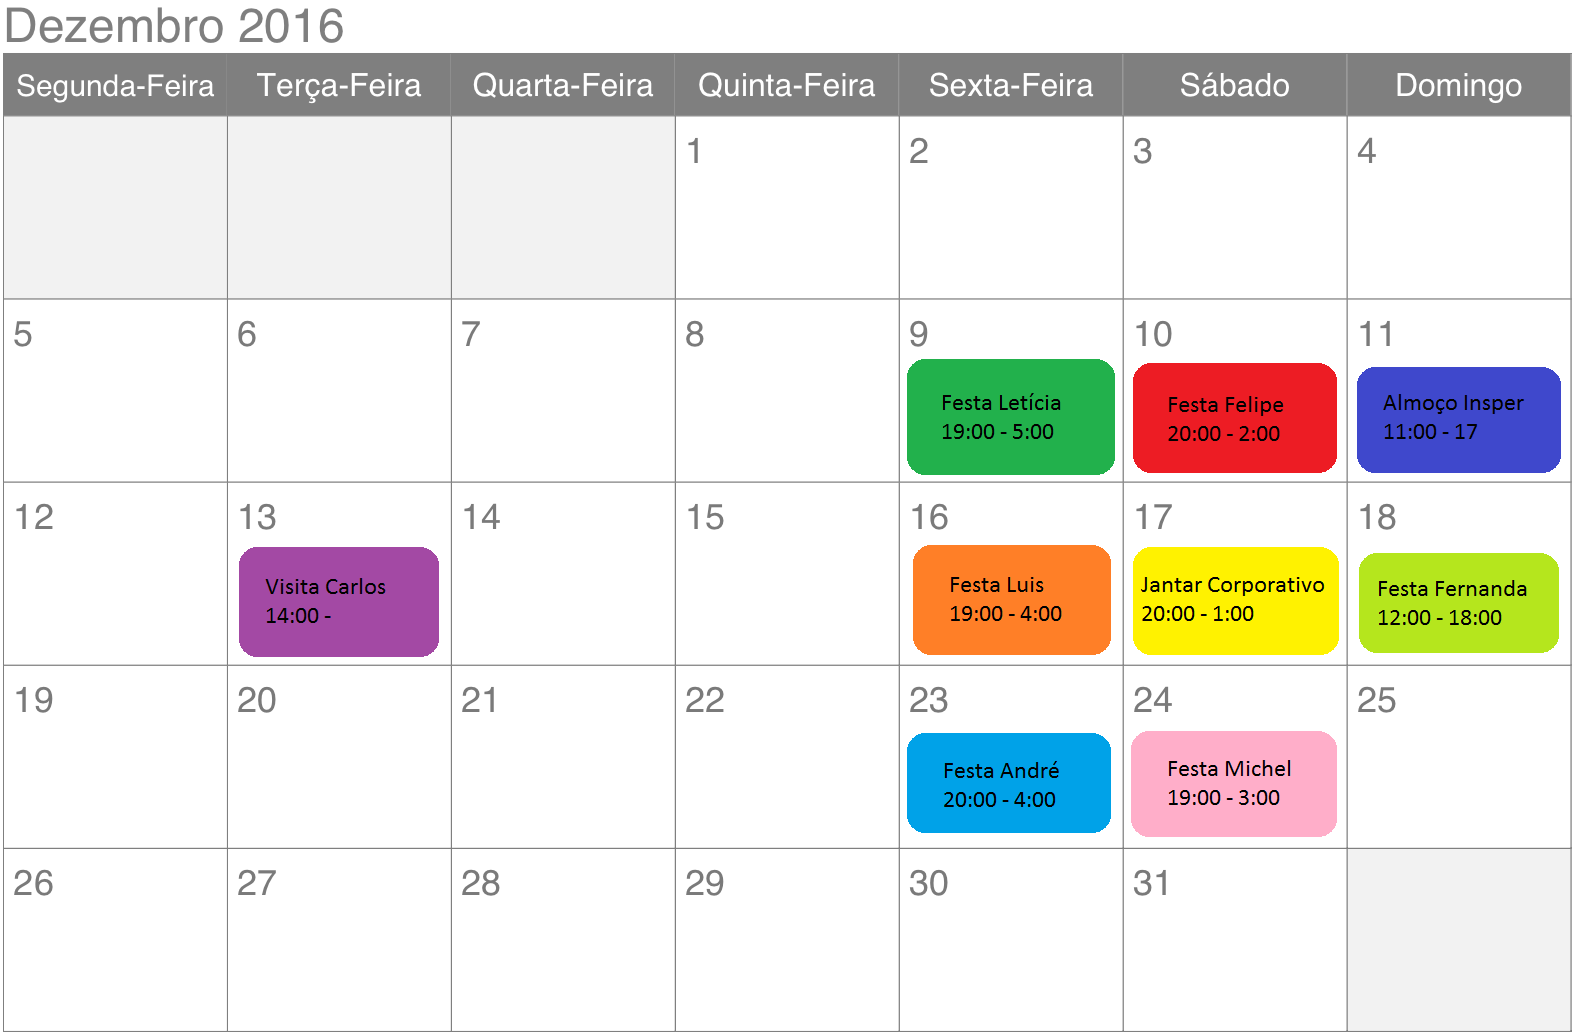 Dezembro 2016
Segunda-Feira Terça-Feira Quarta-Feira Quinta-Feira Sexta-Feira Sábado Domingo
1 2 3 4
5 6 7 8 9 10 11
Festa Letícia
19:00 - 5:00
Festa Felipe
20:00 - 2:00
Almoço Insper
11:00 - 17
12 13 14 15 16 17 18
Visita Carlos
14:00 -
Festa Luis
19:00 - 4:00
Jantar Corporativo
20:00 - 1:00
Festa Fernanda
12:00 - 18:00
19 20 21 22 23 24 25
Festa André
20:00 - 4:00
Festa Michel
19:00 - 3:00
26 27 28 29 30 31